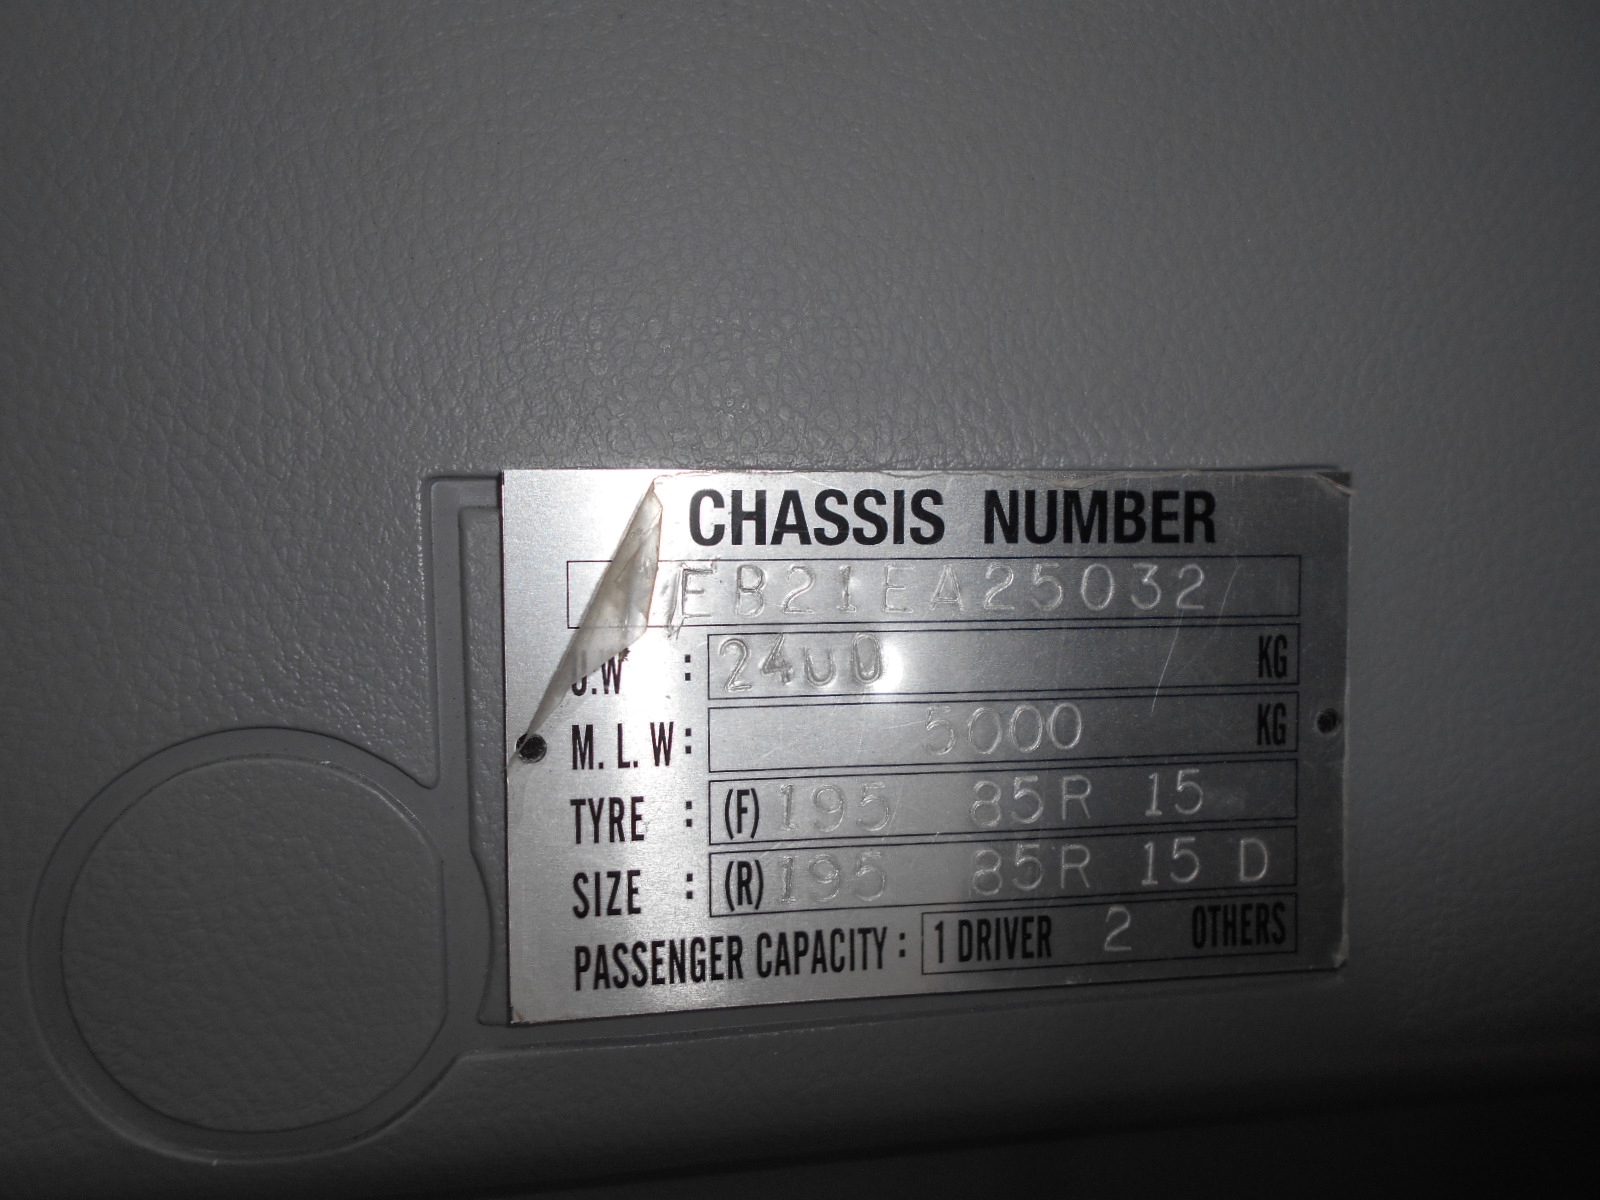 CHASSIS NUMBER
EB21EA25032
U.W : 2400 KG
M. L. W : 5000 KG
TYRE : (F) 195 85R 15
SIZE : (R) 195 85R 15 D
PASSENGER CAPACITY : 1 DRIVER 2 OTHERS